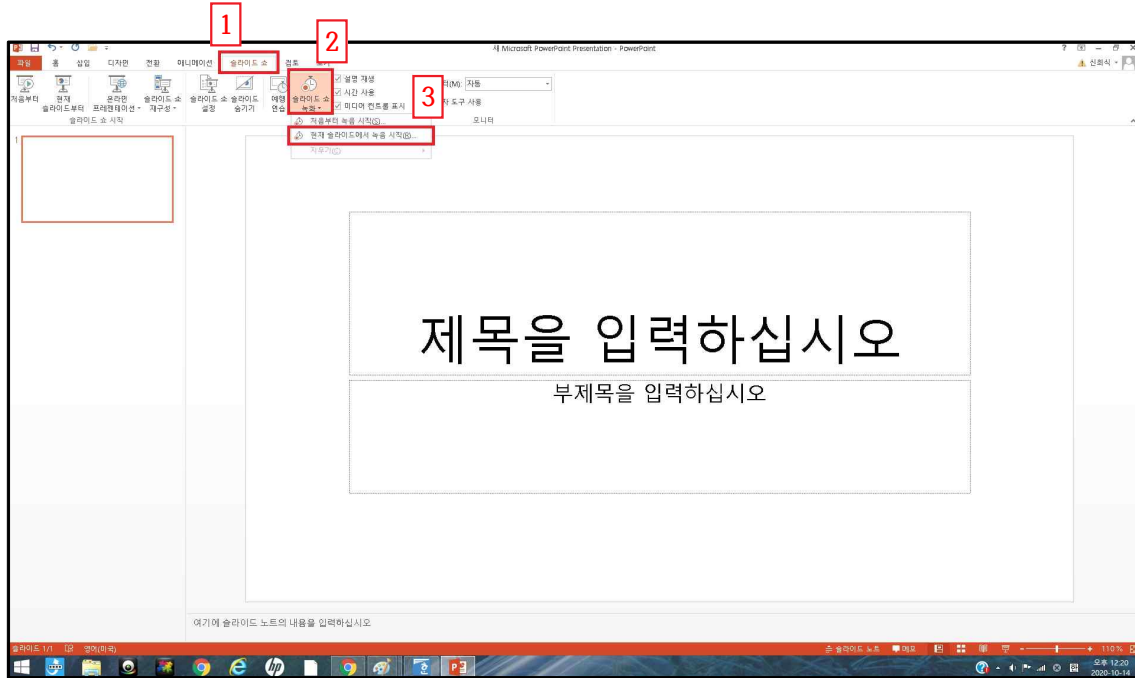 1
2
새 Microsoft PowerPoint Presentation - PowerPoint
파일 홈 삽입 디자인 전환 애니메이션 슬라이드 쇼 검토 신희식
처음부터 현재 슬라이드부터 온라인 프레젠테이션 슬라이드 쇼 재구성 슬라이드 쇼 설정 슬라이드 숨기기 예행 연습 슬라이드 쇼 녹화
설명 재생
시간 사용
미디어 컨트롤 표시
3
터(M): 자동
자 도구 사용
슬라이드 쇼 시작
모니터
처음부터 녹음 시작(S)...
현재 슬라이드에서 녹음 시작(R)...
지우기(C)
1
제목을 입력하십시오
부제목을 입력하십시오
여기에 슬라이드 노트의 내용을 입력하십시오
슬라이드 1/1 영어(미국) 슬라이드 노트 메모 110%
오후 12:20
2020-10-14